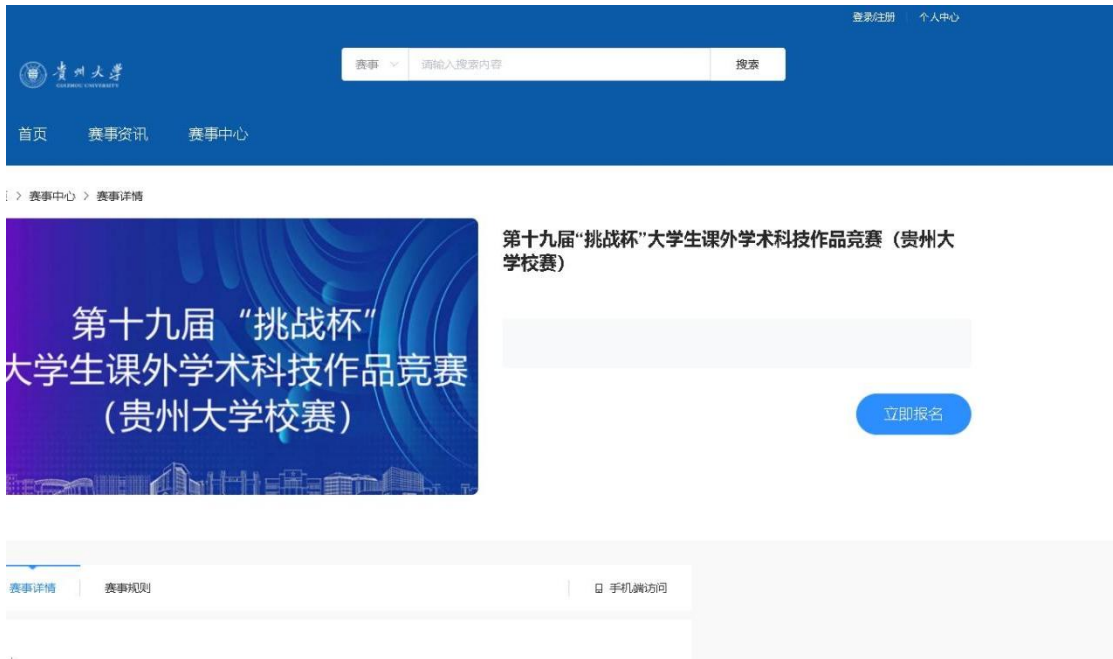 登录/注册 个人中心
贵州大学
GUIZHOU UNIVERSITY
赛事 请输入搜索内容 搜索
首页 赛事资讯 赛事中心
> 赛事中心 > 赛事详情
第十九届“挑战杯”
大学生课外学术科技作品竞赛
（贵州大学校赛）
第十九届“挑战杯”大学生课外学术科技作品竞赛（贵州大
学校赛）
立即报名
赛事详情 赛事规则 手机端访问